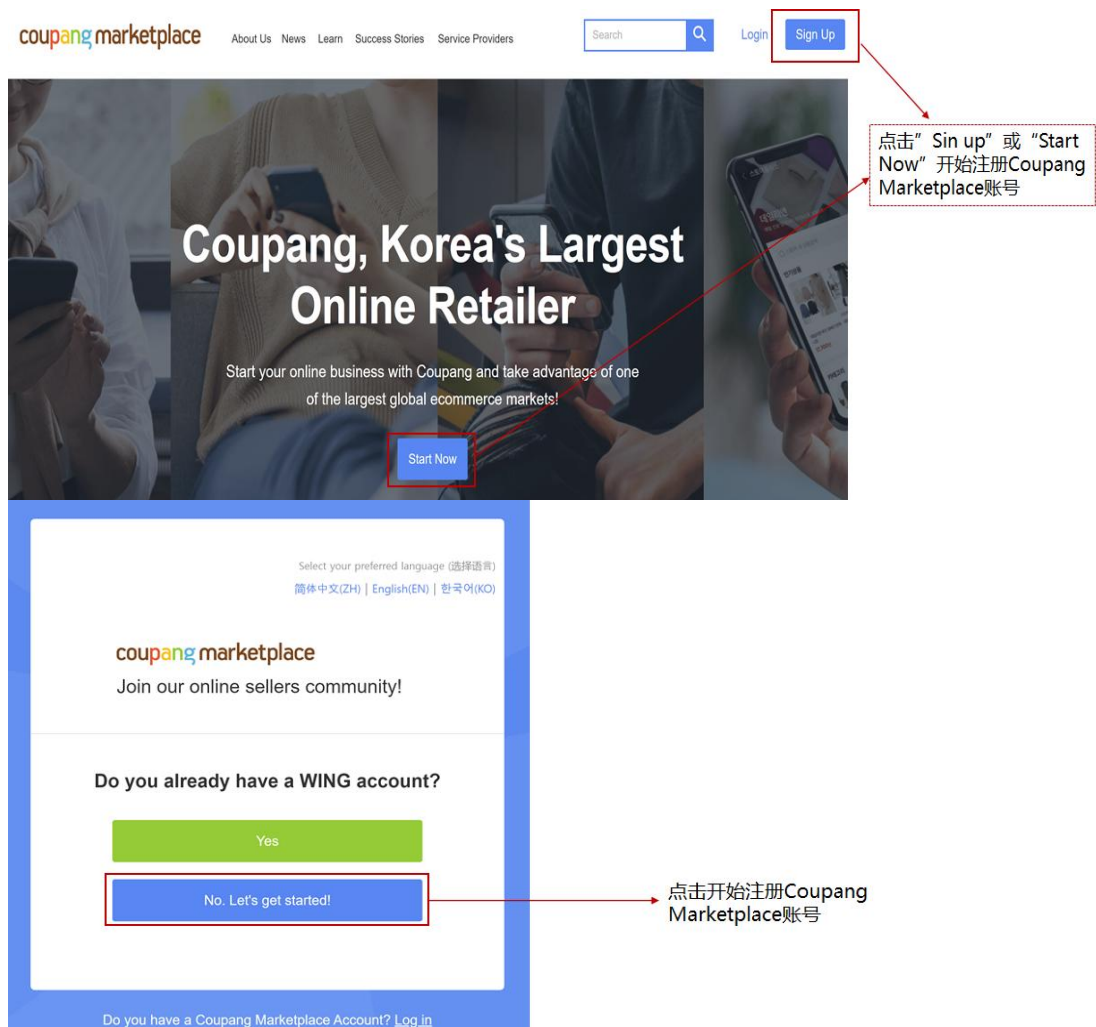 coupang marketplace
About Us News Learn Success Stories Service Providers
Search
Login
Sign Up
点击” Sin up”或“Start
Now”开始注册Coupang
Marketplace账号
Coupang, Korea's Largest
Online Retailer
Start your online business with Coupang and take advantage of one
of the largest global ecommerce markets!
Start Now
Select your preferred language (选择语言)
简体中文(ZH) | English(EN) | 한국어(KO)
coupang marketplace
Join our online sellers community!
Do you already have a WING account?
Yes
No. Let's get started!
点击开始注册Coupang
Marketplace账号
Do you have a Coupang Marketplace Account? Log in